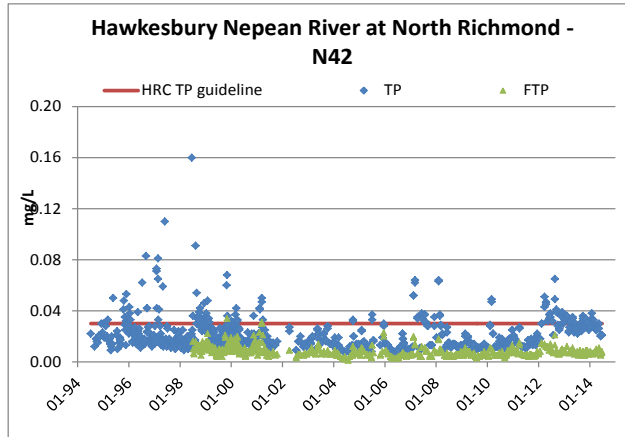 Hawkesbury Nepean River at North Richmond -
N42
HRC TP guideline TP FTP
mg/L
0.20
0.16
0.12
0.08
0.04
0.00
01-94 01-96 01-98 01-00 01-02 01-04 01-06 01-08 01-10 01-12 01-14